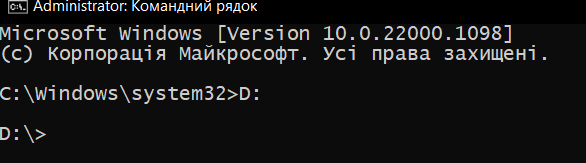 Administrator: Командний рядок
Microsoft Windows [Version 10.0.22000.1098]
(c) Корпорація Майкрософт. Усі права захищені.
C:\Windows\system32>D:
D:\>